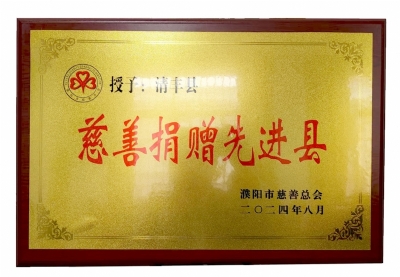 授予：清丰县
慈善捐赠先进县
濮阳市慈善总会
二〇二四年八月